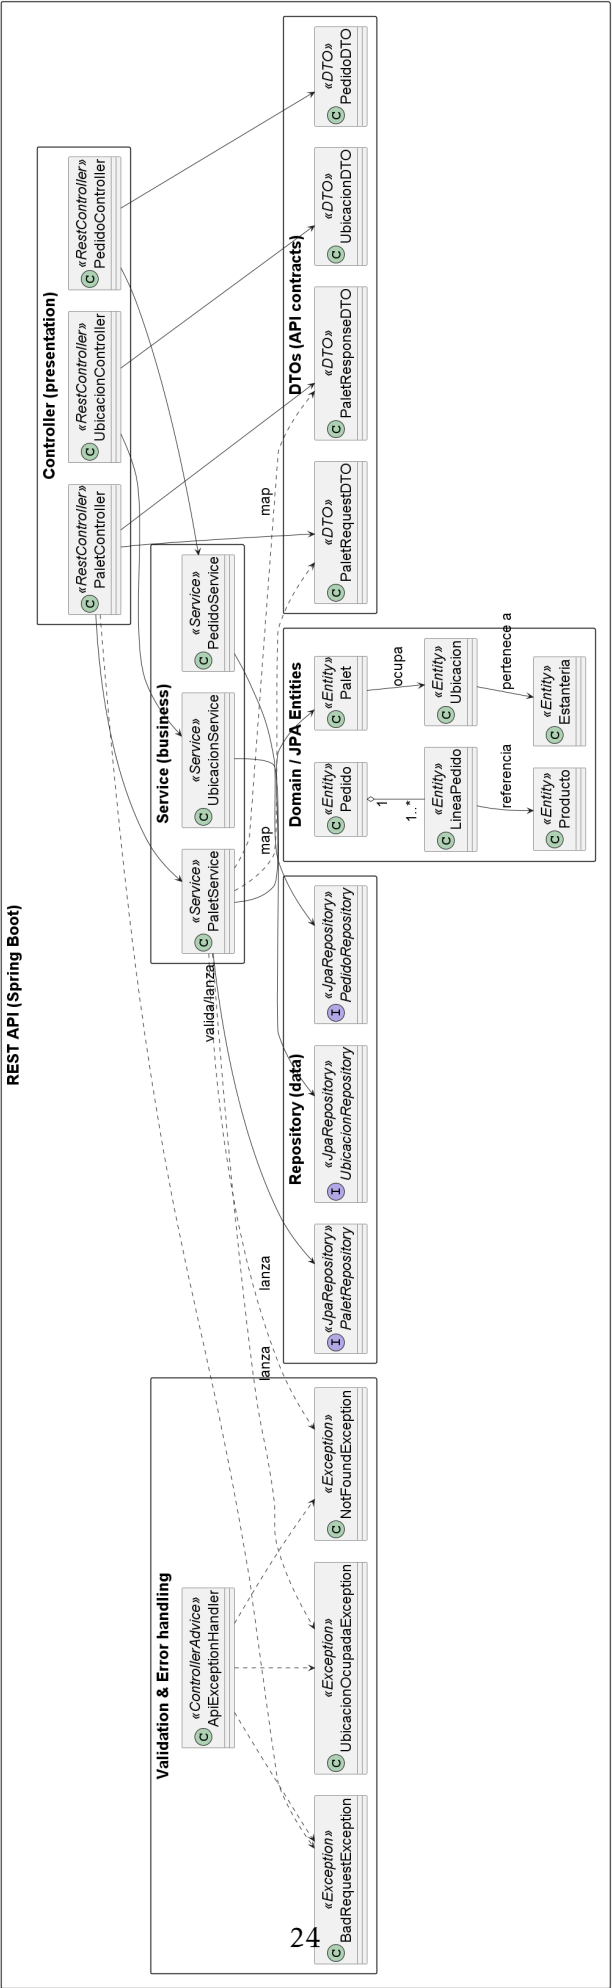 REST API (Spring Boot)
Controller (presentation)
«RestController»
PaletController
«RestController»
UbicacionController
«RestController»
PedidoController
Service (business)
«Service»
PaletService
«Service»
UbicacionService
«Service»
PedidoService
Validation & Error handling
«ControllerAdvice»
ApiExceptionHandler
valida/lanza
lanza
lanza
map
map
C «Exception»
BadRequestException
C «Exception»
UbicacionOcupadaException
C «Exception»
NotFoundException
Repository (data)
I «JpaRepository»
PaletRepository
I «JpaRepository»
UbicacionRepository
I «JpaRepository»
PedidoRepository
Domain / JPA Entities
«Entity»
Pedido
«Entity»
Palet
1
1..*
ocupa
«Entity»
LineaPedido
«Entity»
Ubicacion
referencia
pertenece a
«Entity»
Producto
«Entity»
Estanteria
DTOs (API contracts)
«DTO»
PaletRequestDTO
«DTO»
PaletResponseDTO
«DTO»
UbicacionDTO
«DTO»
PedidoDTO
24